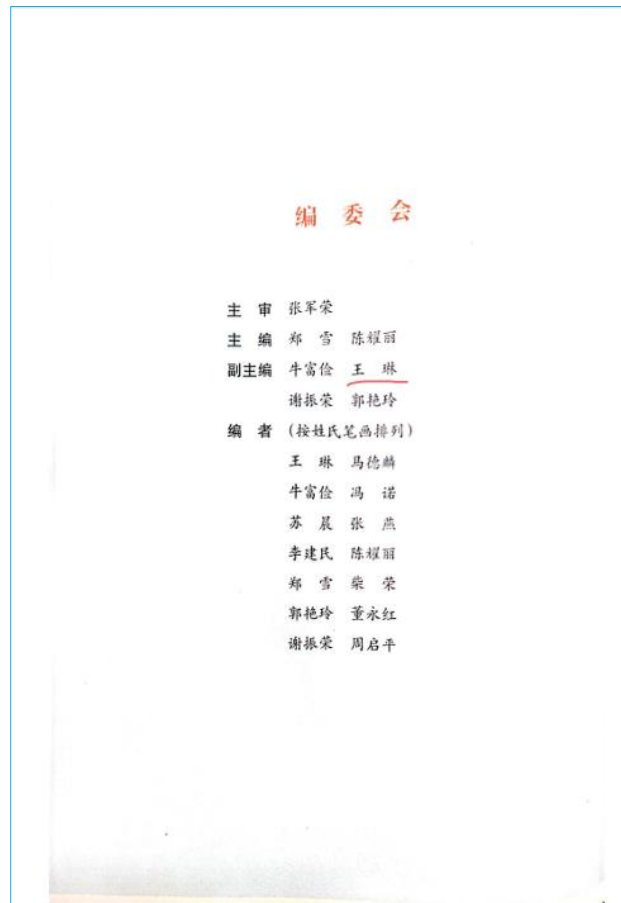 编委会
主 审 张军荣
主 编 郑 雪 陈耀丽
副主编 牛富俭 王 琳
谢振荣 郭艳玲
编 者 (按姓氏笔画排列)
王 琳 马德麟
牛富俭 冯 诺
苏 晨 张 燕
李建民 陈耀丽
郑 雪 柴 荣
郭艳玲 董永红
谢振荣 周启平